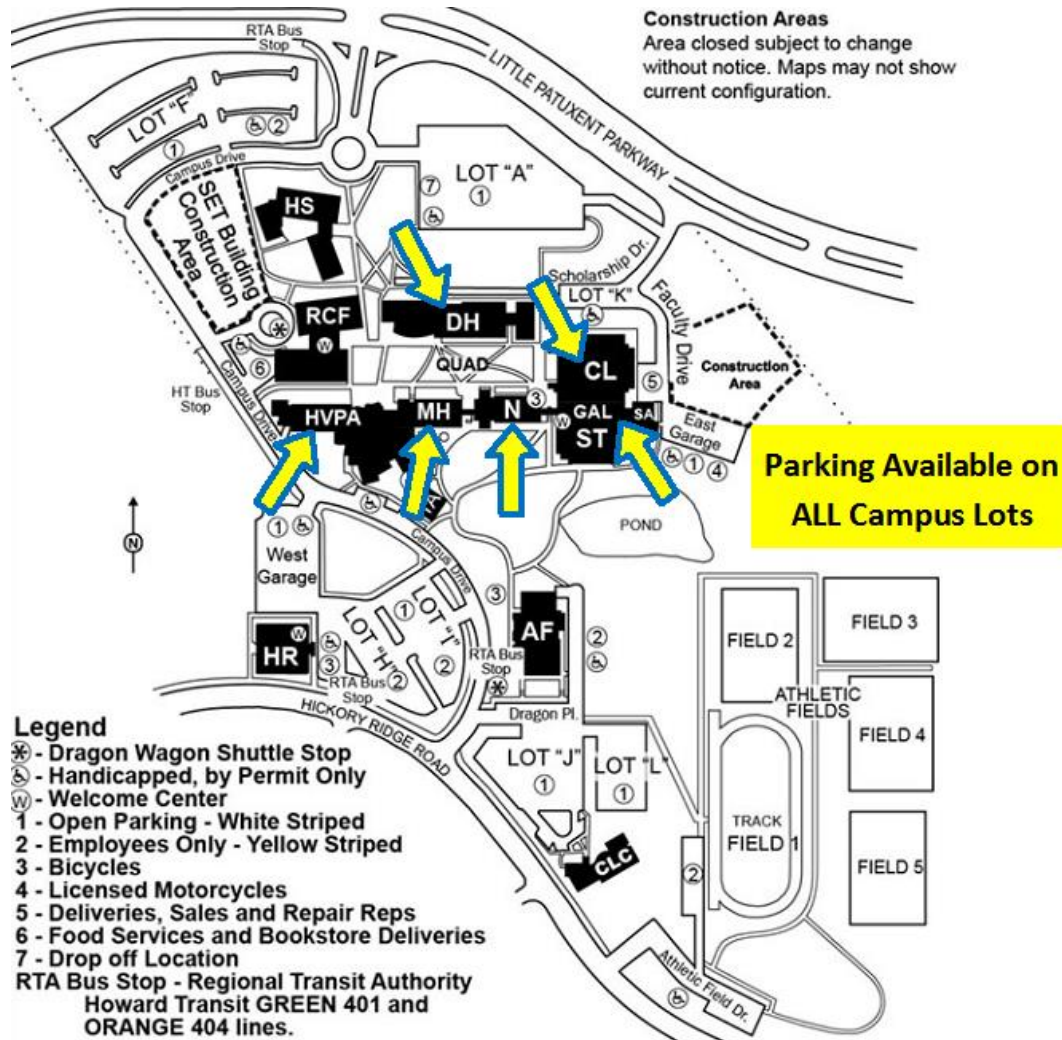 Construction Areas
Area closed subject to change
without notice. Maps may not show
current configuration.
RTA Bus
Stop
LITTLE PATUXENT PARKWAY
LOT "F"
♿ 2
1
Campus Drive
LOT "A"
7
1
♿
SET Building
Construction
Area
HS
Scholarship Dr.
LOT "K"
♿
Faculty Drive
RCF
W
DH
QUAD
CL
Construction
Area
♿
6
5
HT Bus
Stop
Campus Drive
HVPA
MH
N
3
W
GAL
ST
SA
East
Garage
♿ 1 4
Parking Available on
ALL Campus Lots
N
1 ♿
West
Garage
♿
Campus Drive
POND
HR
W
♿
3
LOT "H"
2
1
LOT "I"
2
RTA Bus
Stop
3
AF
2
♿
RTA Bus
Stop
HICKORY RIDGE ROAD
Dragon Pl.
LOT "J"
1
LOT "L"
1
CLC
FIELD 2
FIELD 3
ATHLETIC
FIELDS
FIELD 4
TRACK
FIELD 1
FIELD 5
2
Athletic Field Dr.
♿
Legend
- Dragon Wagon Shuttle Stop
♿ - Handicapped, by Permit Only
W - Welcome Center
1 - Open Parking - White Striped
2 - Employees Only - Yellow Striped
3 - Bicycles
4 - Licensed Motorcycles
5 - Deliveries, Sales and Repair Reps
6 - Food Services and Bookstore Deliveries
7 - Drop off Location
RTA Bus Stop - Regional Transit Authority
Howard Transit GREEN 401 and
ORANGE 404 lines.